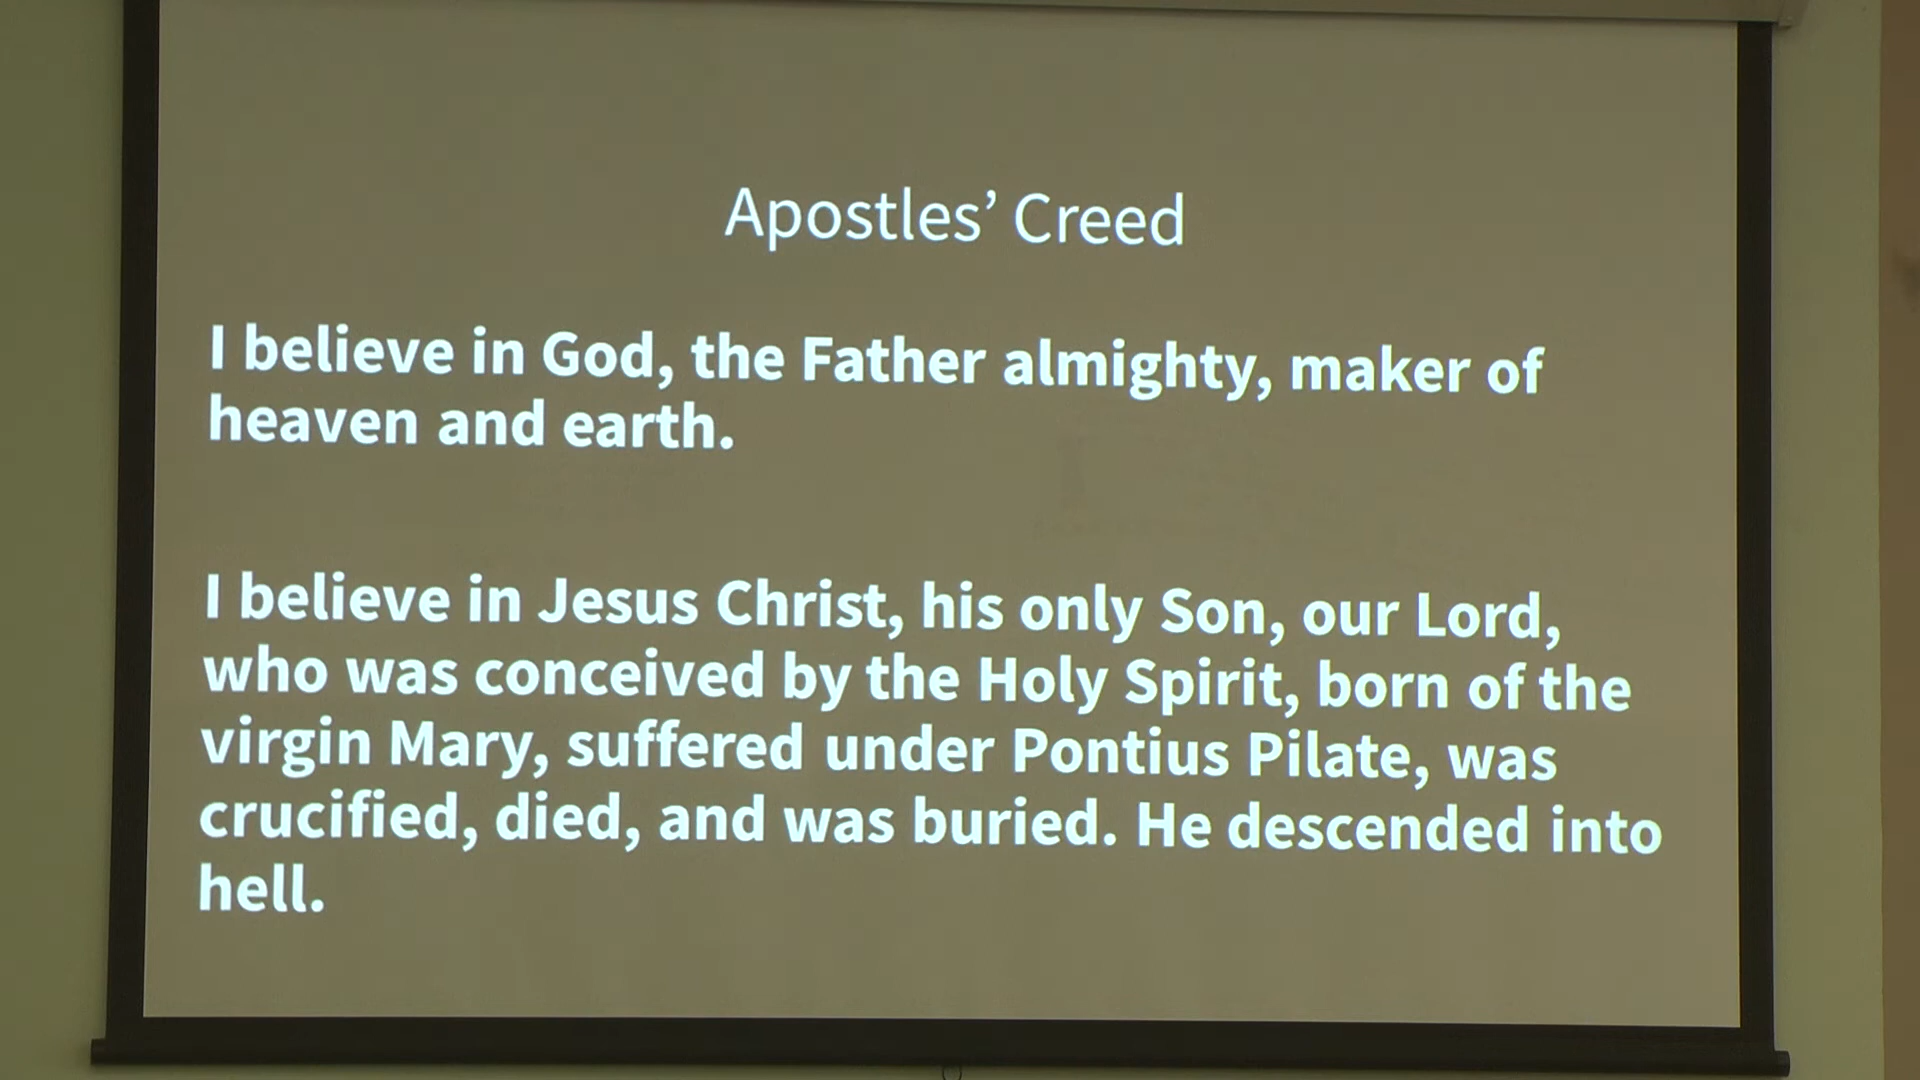 Apostles’ Creed
I believe in God, the Father almighty, maker of
heaven and earth.
I believe in Jesus Christ, his only Son, our Lord,
who was conceived by the Holy Spirit, born of the
virgin Mary, suffered under Pontius Pilate, was
crucified, died, and was buried. He descended into
hell.